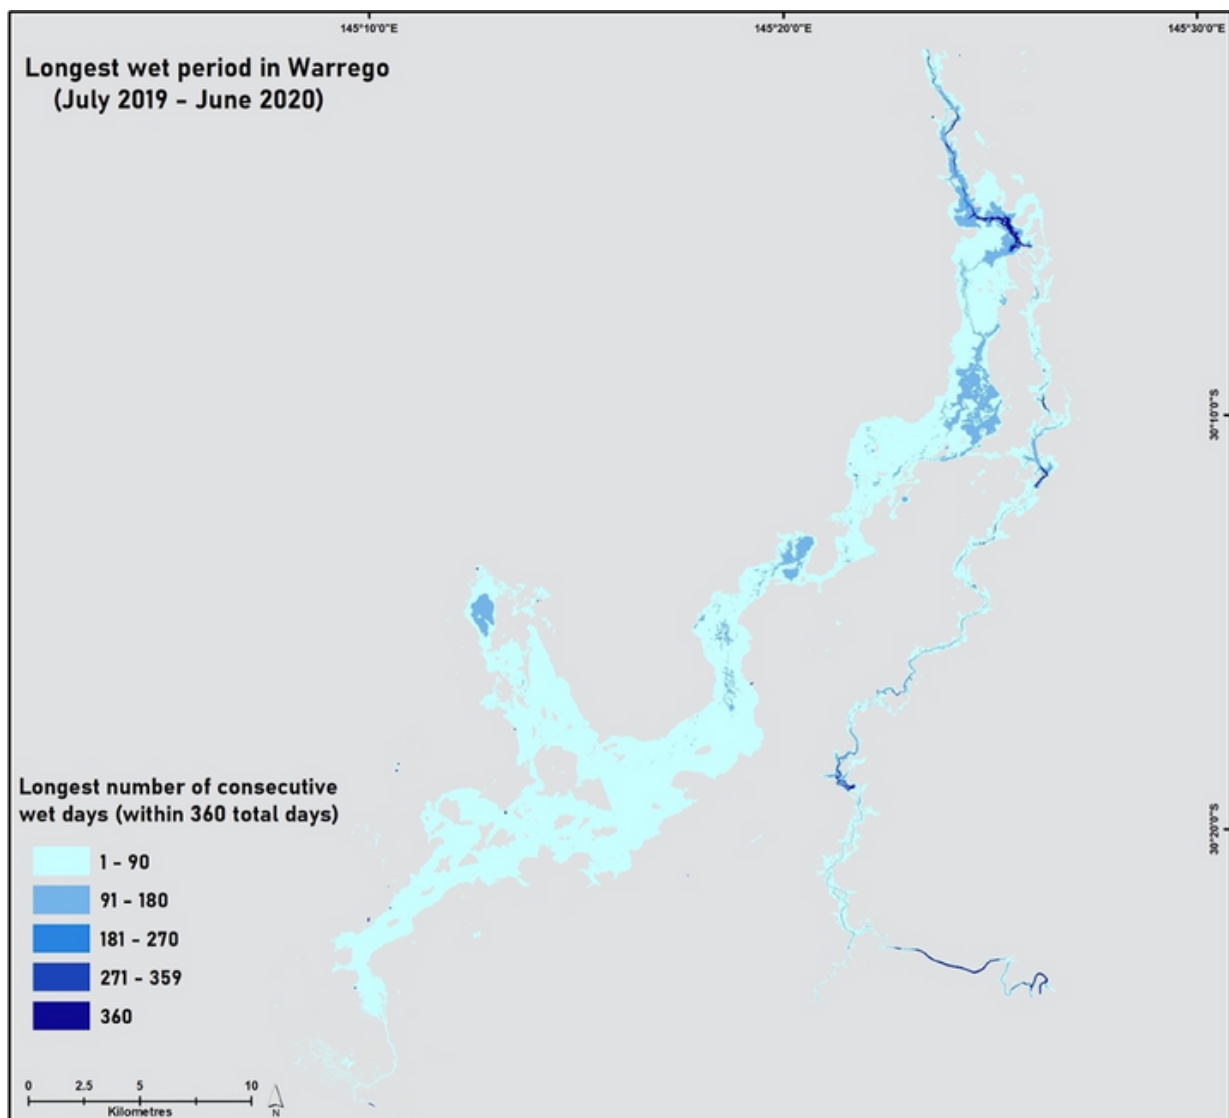 145°10'0"E
145°20'0"E
145°30'0"E
Longest wet period in Warrego
(July 2019 - June 2020)
30°10'0"S
30°20'0"S
Longest number of consecutive
wet days (within 360 total days)
1 - 90
91 - 180
181 - 270
271 - 359
360
0 2.5 5 10
Kilometres
N